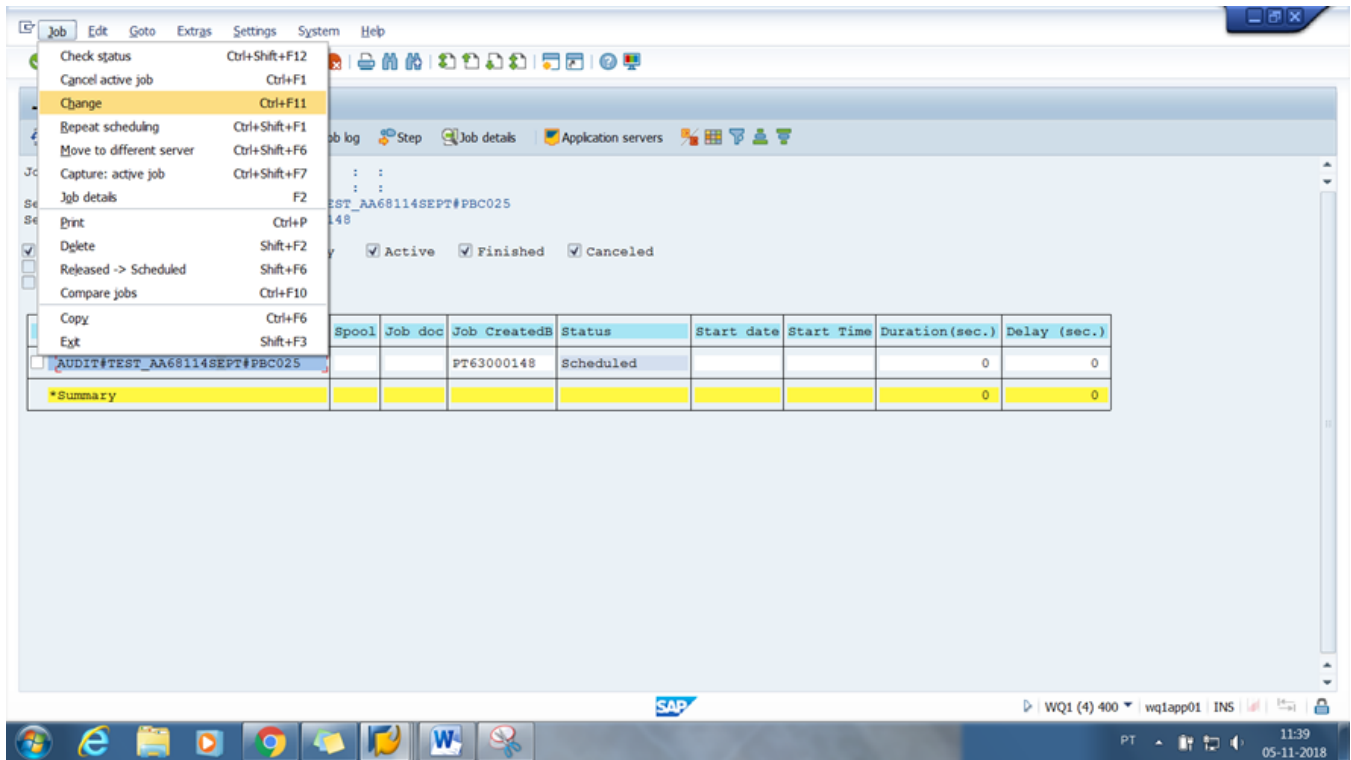 Job Edit Goto Extras Settings System Help
Check status Ctrl+Shift+F12
Cancel active job Ctrl+F1
Change Ctrl+F11
Repeat scheduling Ctrl+Shift+F1
Move to different server Ctrl+Shift+F6
Capture: active job Ctrl+Shift+F7
Job details F2
Print Ctrl+P
Delete Shift+F2
Released -> Scheduled Shift+F6
Compare jobs Ctrl+F10
Copy Ctrl+F6
Exit Shift+F3
log Step Job details Application servers
: :
: :
EST_AA68114SEPT#PBC025
148
Active Finished Canceled
Spool Job doc Job CreatedB Status Start date Start Time Duration(sec.) Delay (sec.)
AUDIT#TEST_AA68114SEPT#PBC025 PT63000148 Scheduled 0 0
*Summary 0 0
SAP WQ1 (4) 400 wq1app01 INS
W
PT 11:39
05-11-2018